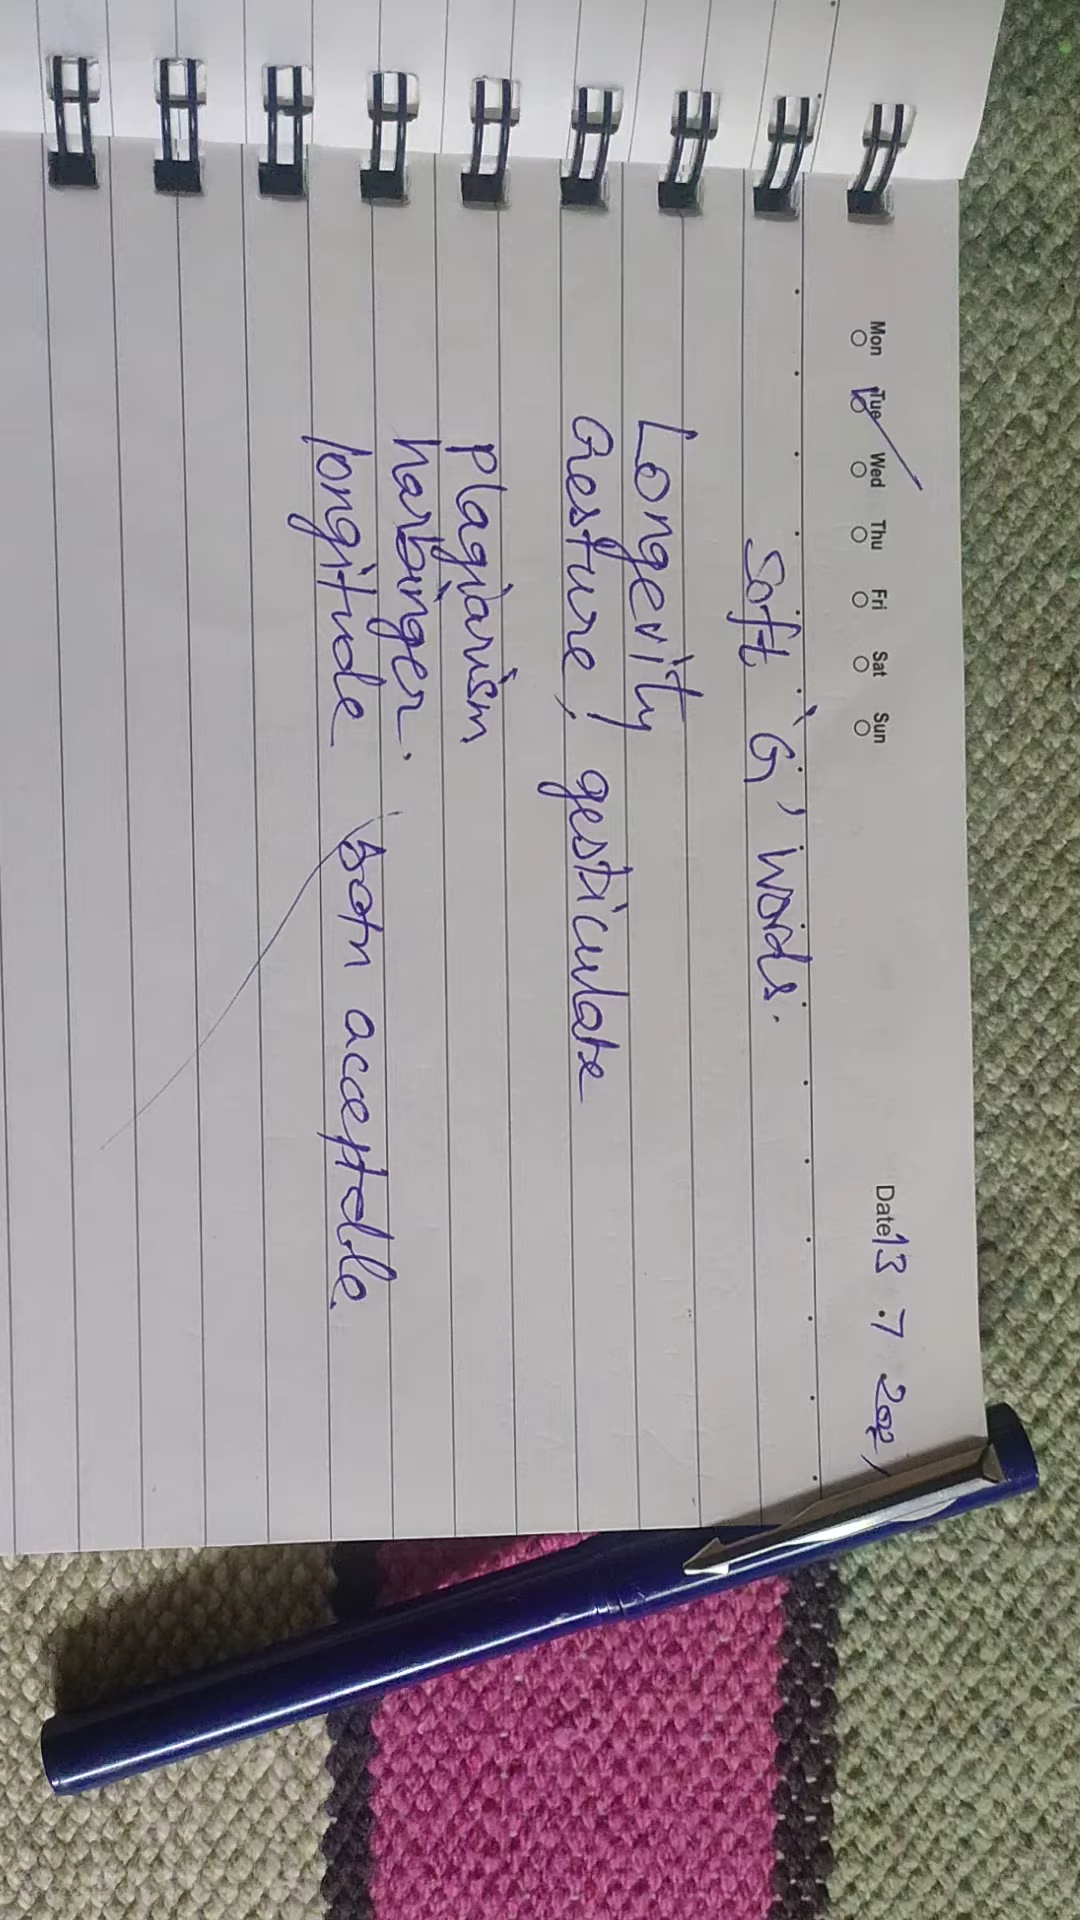 Mon Tue Wed Thu Fri Sat Sun
Date 13 . 7
Soft 'G' words.
Longevity
Gesture, gesticulate
plagiarism
harbinger.
longitude both acceptable.